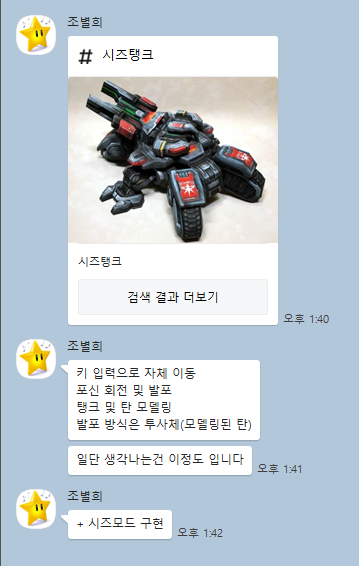 조별희
# 시즈탱크
시즈탱크
검색 결과 더보기
오후 1:40
조별희
키 입력으로 자체 이동
포신 회전 및 발포
탱크 및 탄 모델링
발포 방식은 투사체(모델링된 탄)
일단 생각나는건 이정도 입니다
오후 1:41
조별희
+ 시즈모드 구현
오후 1:42